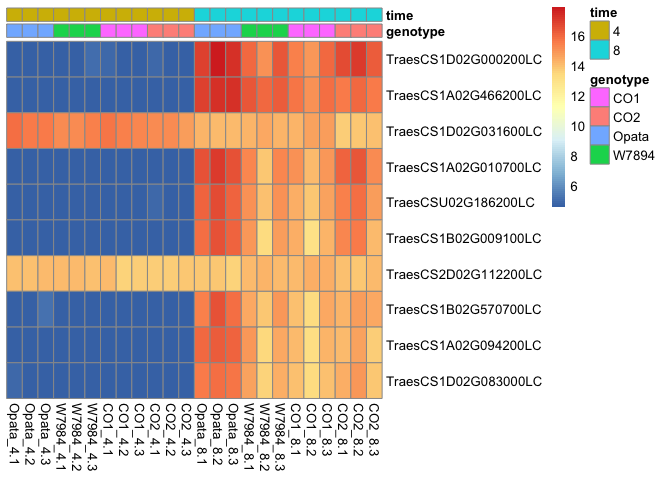 time
genotype
TraesCS1D02G000200LC
TraesCS1A02G466200LC
TraesCS1D02G031600LC
TraesCS1A02G010700LC
TraesCSU02G186200LC
TraesCS1B02G009100LC
TraesCS2D02G112200LC
TraesCS1B02G570700LC
TraesCS1A02G094200LC
TraesCS1D02G083000LC
Opata_4.1
Opata_4.2
Opata_4.3
W7984_4.1
W7984_4.2
W7984_4.3
CO1_4.1
CO1_4.2
CO1_4.3
CO2_4.1
CO2_4.2
CO2_4.3
Opata_8.1
Opata_8.2
Opata_8.3
W7984_8.1
W7984_8.2
W7984_8.3
CO1_8.1
CO1_8.2
CO1_8.3
CO2_8.1
CO2_8.2
CO2_8.3
16
14
12
10
8
6
time
4
8
genotype
CO1
CO2
Opata
W7894